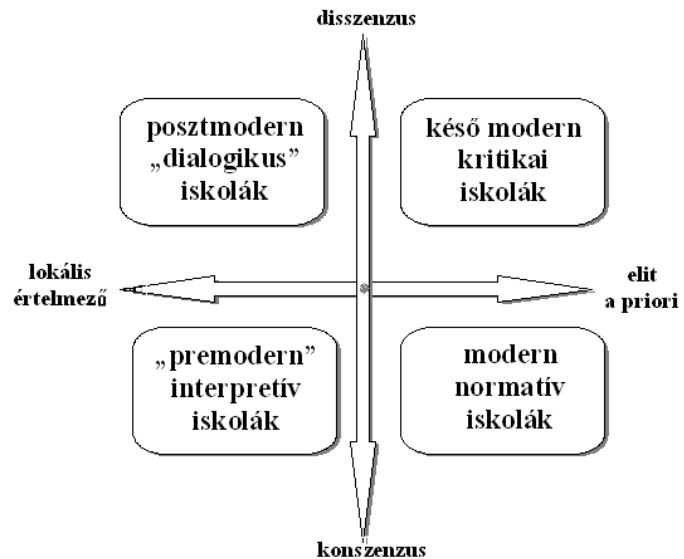 disszenzus
posztmodern
„dialogikus”
iskolák
késő modern
kritikai
iskolák
lokális
értelmező
elit
a priori
„premodern”
interpretív
iskolák
modern
normatív
iskolák
konszenzus